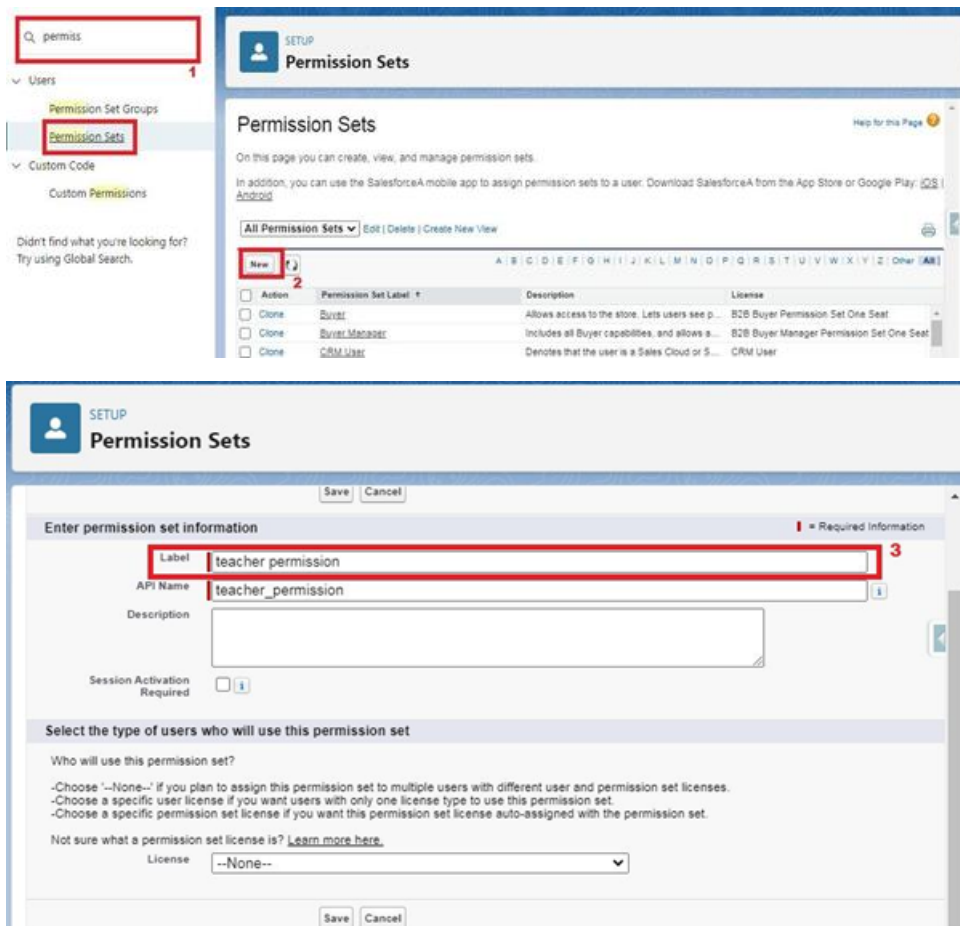 permiss
1
Users
Permission Set Groups
Permission Sets
Custom Code
Custom Permissions
Didn't find what you're looking for?
Try using Global Search.
SETUP
Permission Sets
Permission Sets
Help for this Page
On this page you can create, view, and manage permission sets.
In addition, you can use the SalesforceA mobile app to assign permission sets to a user. Download SalesforceA from the App Store or Google Play: iOS |
Android
All Permission Sets Edit | Delete | Create New View
New
2
A | B | C | D | E | F | G | H | I | J | K | L | M | N | O | P | Q | R | S | T | U | V | W | X | Y | Z | Other | All
Action Permission Set Label ↑ Description License
Clone Buyer Allows access to the store. Lets users see p... B2B Buyer Permission Set One Seat
Clone Buyer Manager Includes all Buyer capabilities, and allows a... B2B Buyer Manager Permission Set One Seat
Clone CRM User Denotes that the user is a Sales Cloud or S... CRM User
SETUP
Permission Sets
Save Cancel
Enter permission set information = Required Information
Label teacher permission 3
API Name teacher_permission i
Description
Session Activation i
Required
Select the type of users who will use this permission set
Who will use this permission set?
-Choose '--None--' if you plan to assign this permission set to multiple users with different user and permission set licenses.
-Choose a specific user license if you want users with only one license type to use this permission set.
-Choose a specific permission set license if you want this permission set license auto-assigned with the permission set.
Not sure what a permission set license is? Learn more here.
License --None--
Save Cancel